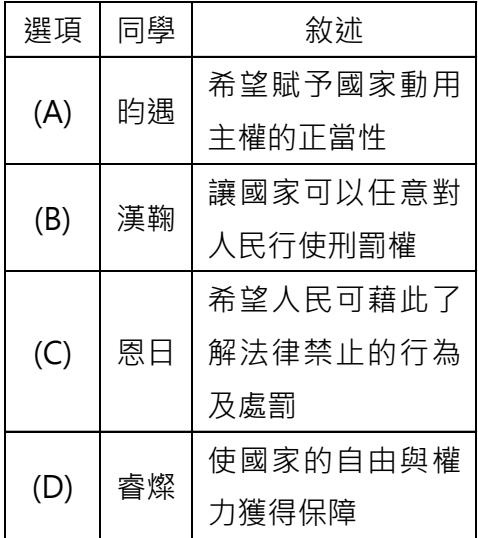 選項 同學 敘述
(A) 昀遇 希望賦予國家動用
主權的正當性
(B) 漢鞠 讓國家可以任意對
人民行使刑罰權
(C) 恩日 希望人民可藉此了
解法律禁止的行為
及處罰
(D) 睿燦 使國家的自由與權
力獲得保障